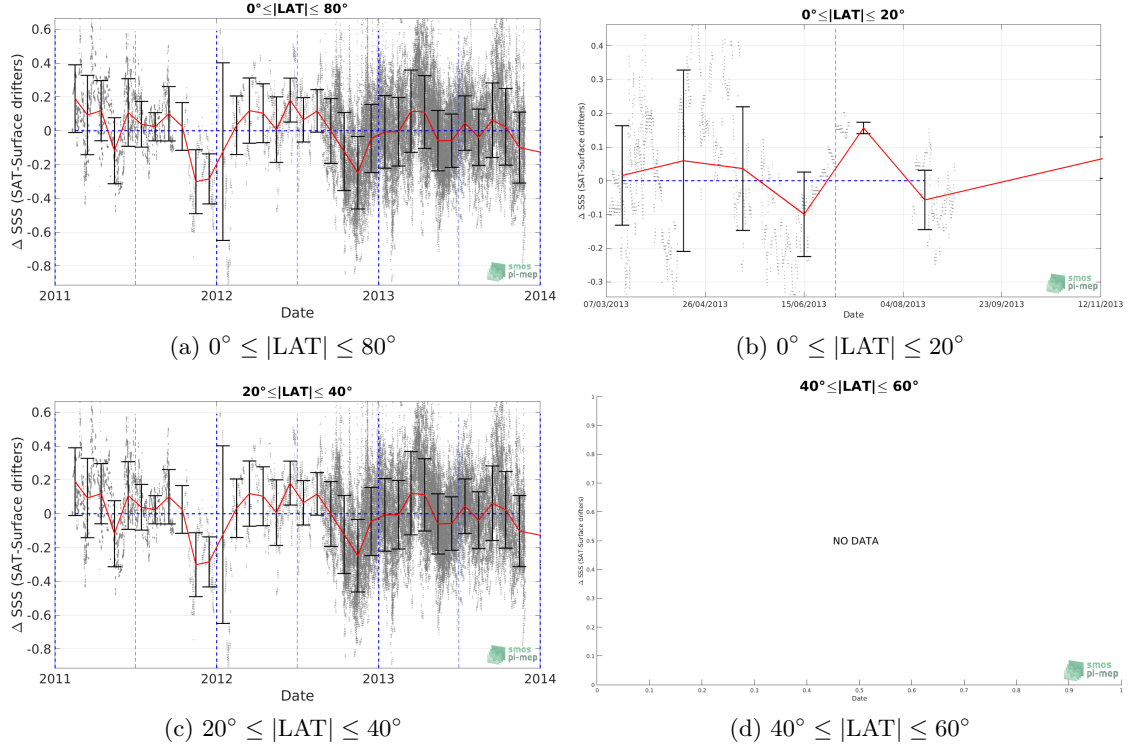 0°≤|LAT|≤ 80°
Δ SSS (SAT-Surface drifters)
0.6
0.4
0.2
0
-0.2
-0.4
-0.6
-0.8
2011
2012
2013
2014
Date
smos
pi-mep
(a) 0° ≤ |LAT| ≤ 80°
0°≤|LAT|≤ 20°
Δ SSS (SAT-Surface drifters)
0.4
0.3
0.2
0.1
0
-0.1
-0.2
-0.3
07/03/2013
26/04/2013
15/06/2013
04/08/2013
23/09/2013
12/11/2013
Date
smos
pi-mep
(b) 0° ≤ |LAT| ≤ 20°
20°≤|LAT|≤ 40°
Δ SSS (SAT-Surface drifters)
0.6
0.4
0.2
0
-0.2
-0.4
-0.6
-0.8
2011
2012
2013
2014
Date
smos
pi-mep
(c) 20° ≤ |LAT| ≤ 40°
40°≤|LAT|≤ 60°
Δ SSS (SAT-Surface drifters)
1
0.9
0.8
0.7
0.6
0.5
0.4
0.3
0.2
0.1
0
NO DATA
0
0.1
0.2
0.3
0.4
0.5
0.6
0.7
0.8
0.9
1
Date
smos
pi-mep
(d) 40° ≤ |LAT| ≤ 60°